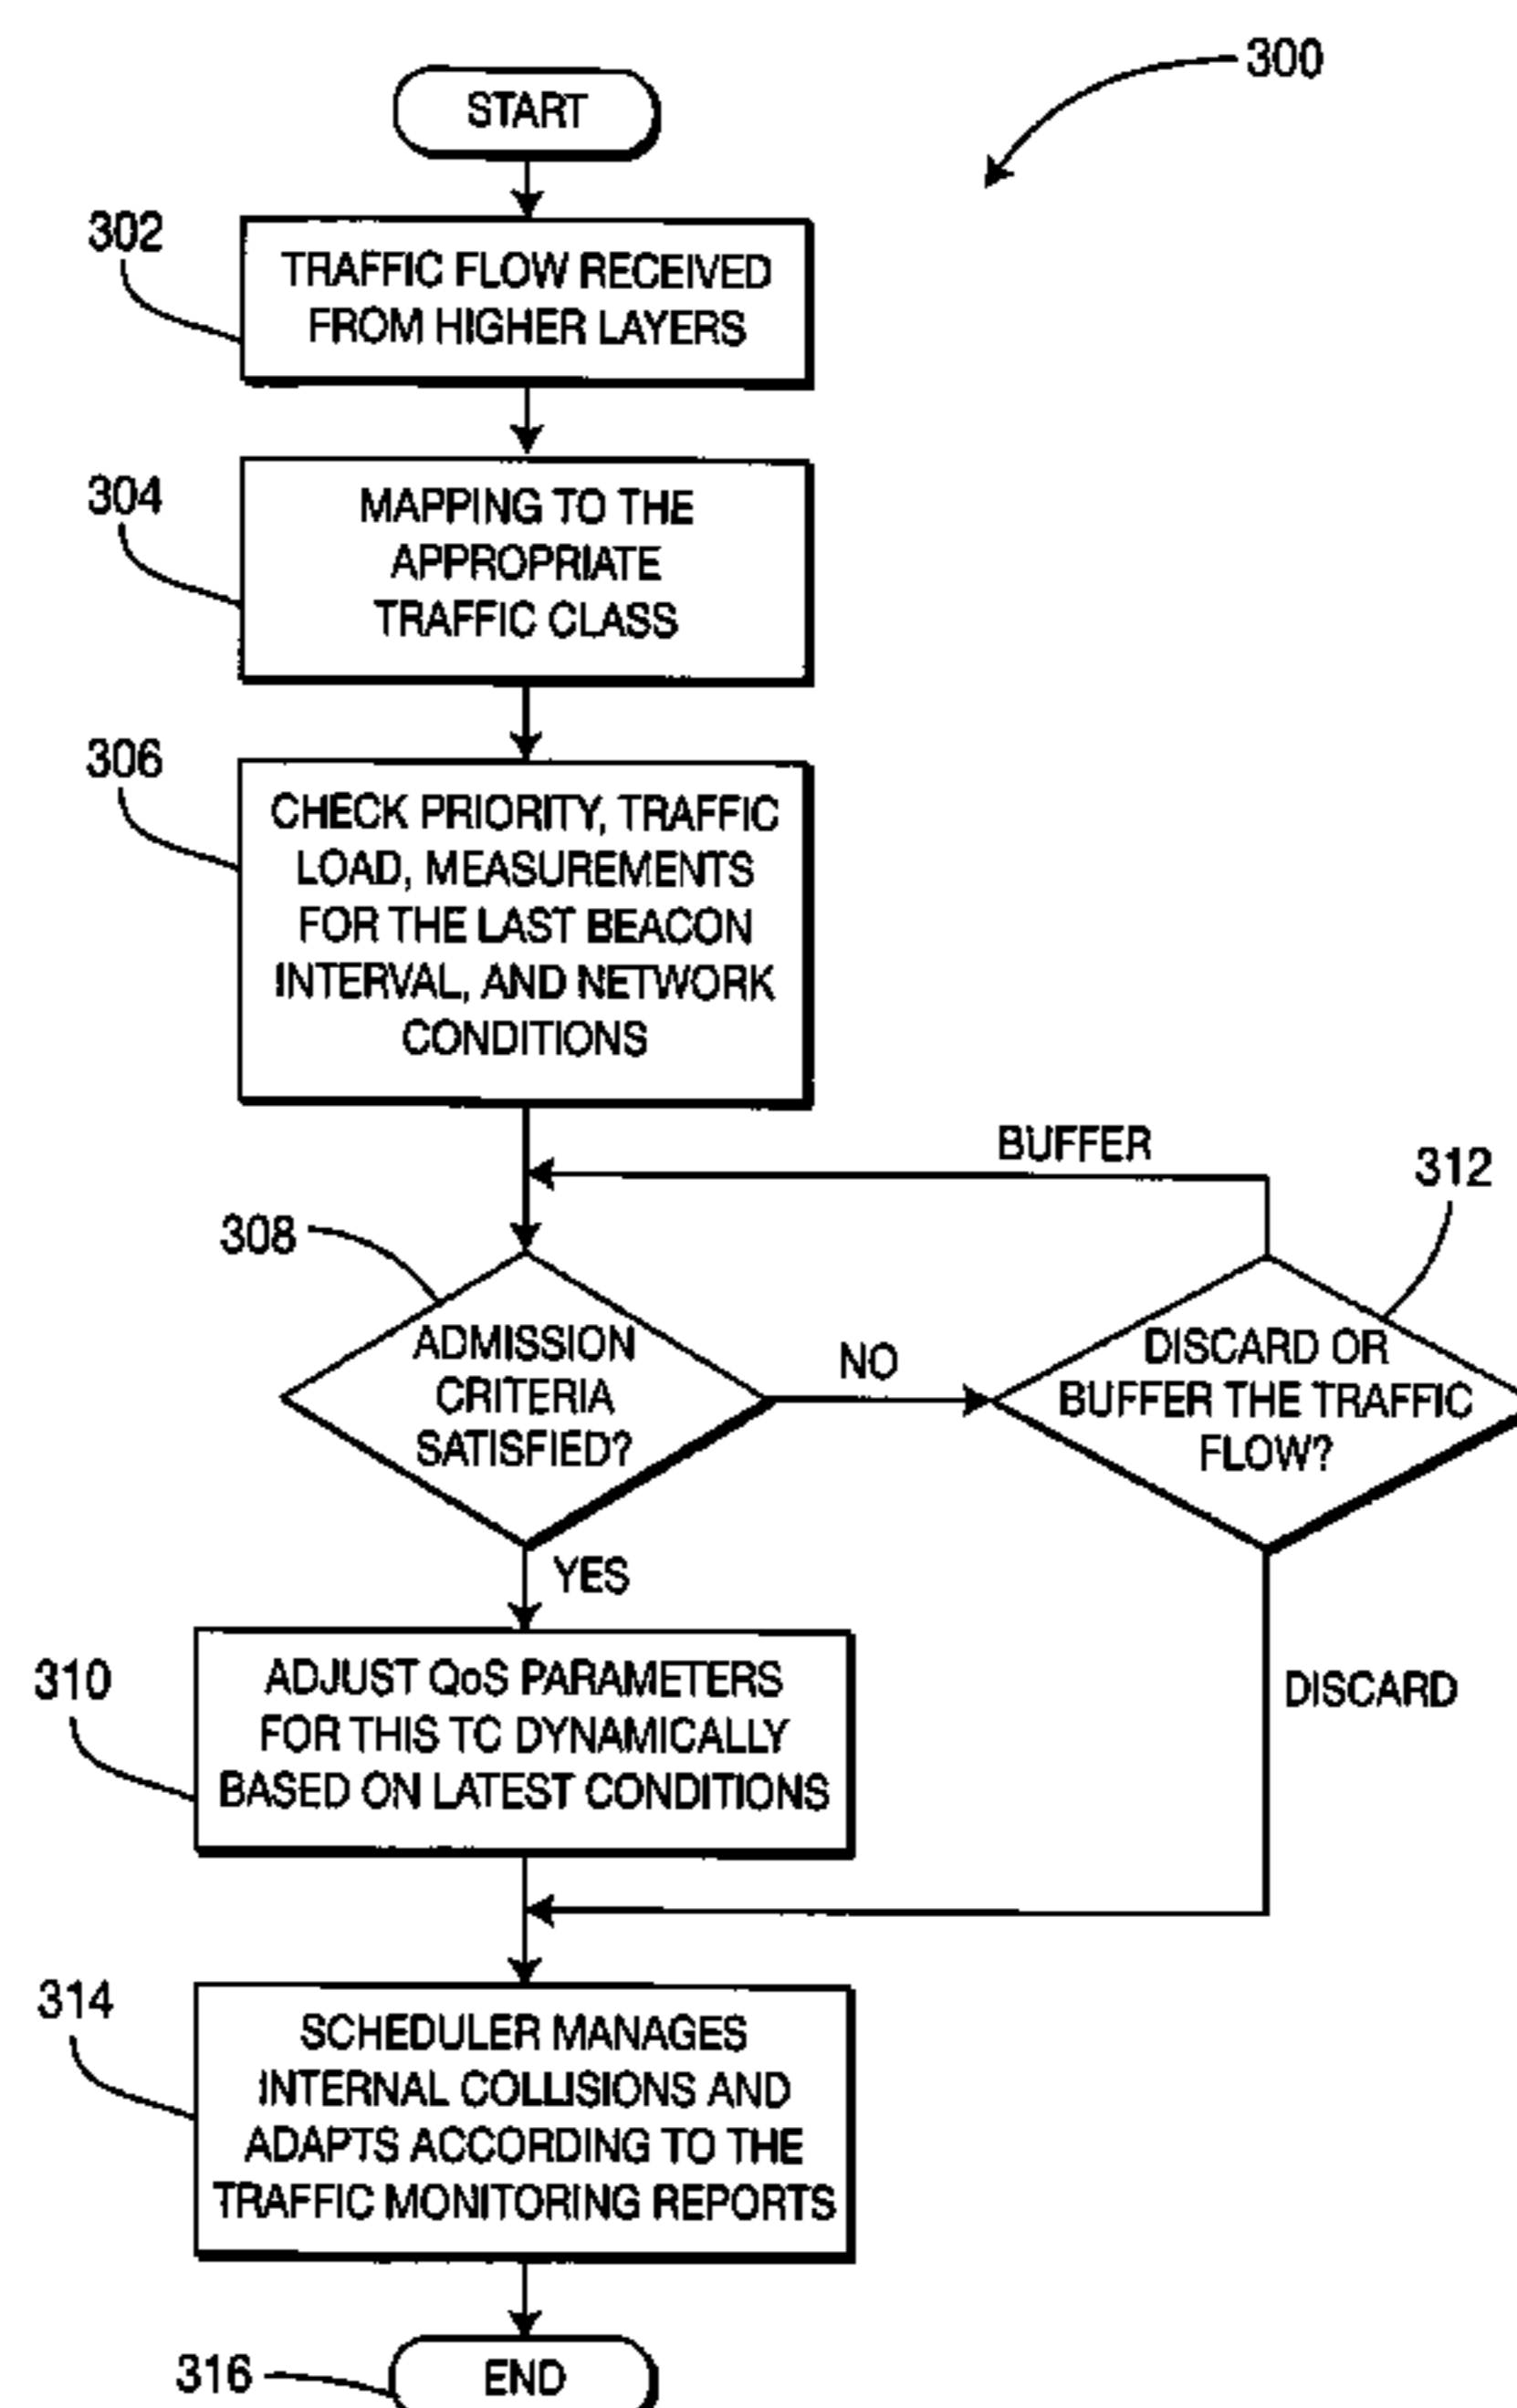 300
START
302
TRAFFIC FLOW RECEIVED
FROM HIGHER LAYERS
304
MAPPING TO THE
APPROPRIATE
TRAFFIC CLASS
306
CHECK PRIORITY, TRAFFIC
LOAD, MEASUREMENTS
FOR THE LAST BEACON
INTERVAL, AND NETWORK
CONDITIONS
BUFFER
312
308
ADMISSION
CRITERIA
SATISFIED?
NO
DISCARD OR
BUFFER THE TRAFFIC
FLOW?
YES
310
ADJUST QoS PARAMETERS
FOR THIS TC DYNAMICALLY
BASED ON LATEST CONDITIONS
DISCARD
314
SCHEDULER MANAGES
INTERNAL COLLISIONS AND
ADAPTS ACCORDING TO THE
TRAFFIC MONITORING REPORTS
316
END